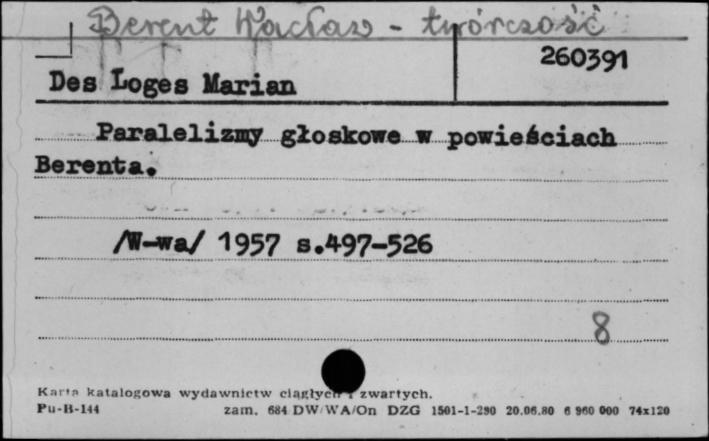 Berent Wacław - twórczość
260391
Des Loges Marian
Paralelizmy głoskowe w powieściach
Berenta.
/W-wa/ 1957 s.497-526
8
Karta katalogowa wydawnictw ciągłych i zwartych.
Pu-B-144 zam. 684 DW/WA/On DZG 1501-1-290 20.06.80 6 960 000 74x120